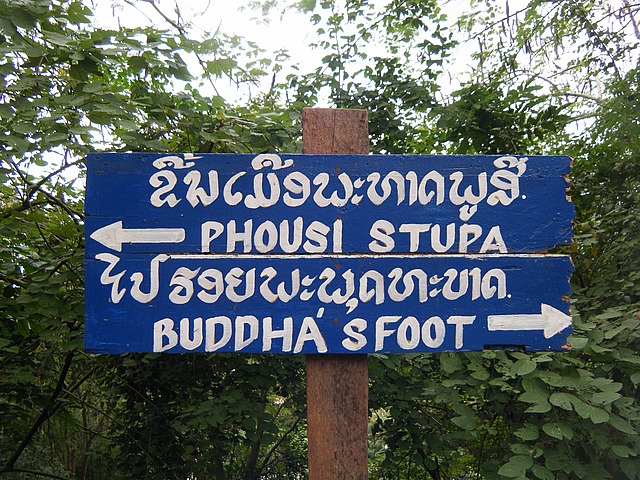 ຂຶ້ນເມືອພະທາດພູສີ.
PHOUSI STUPA
ໄປຮອຍພະພຸດທະບາດ.
BUDDHA'S FOOT